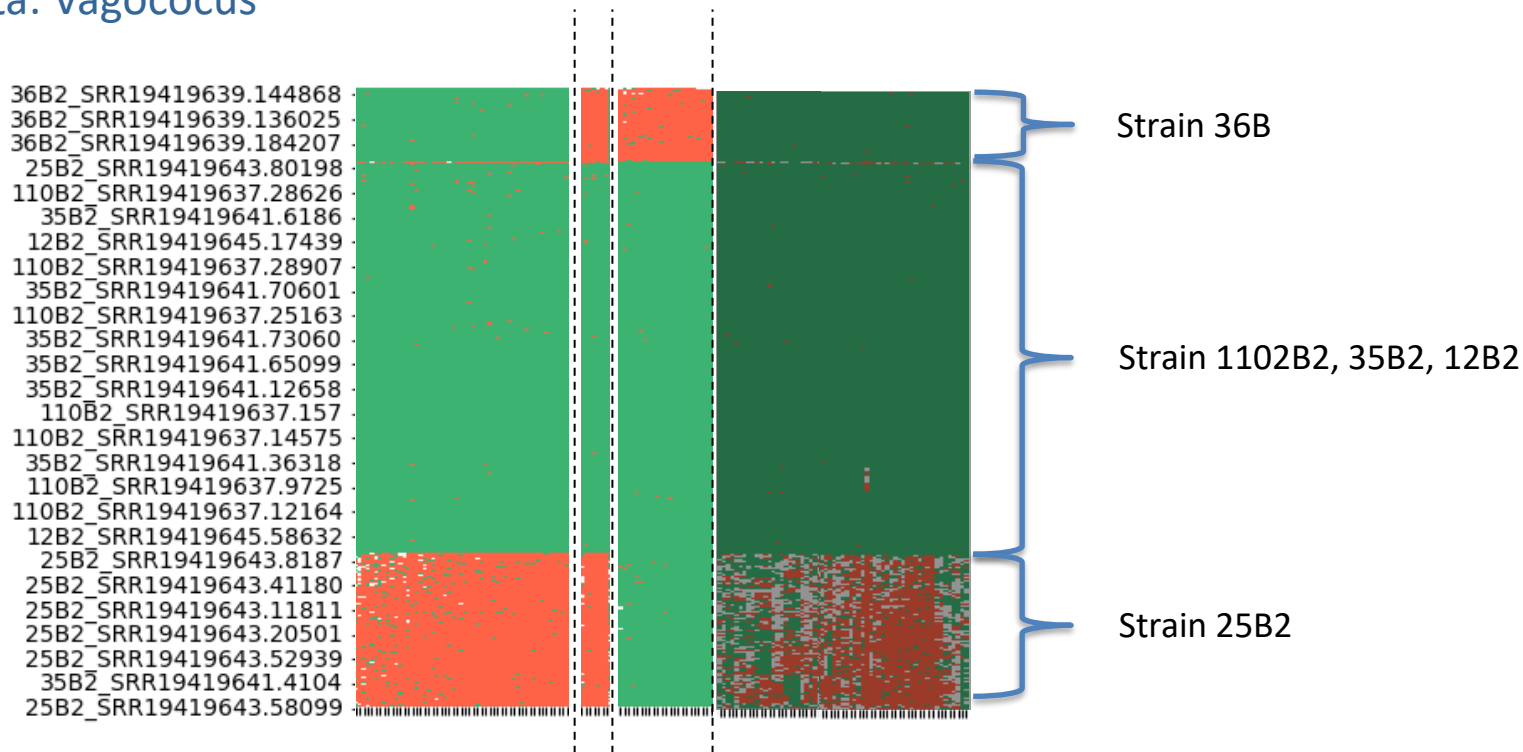 ta: Vagococus
36B2_SRR19419639.144868
36B2_SRR19419639.136025
36B2_SRR19419639.184207
25B2_SRR19419643.80198
110B2_SRR19419637.28626
35B2_SRR19419641.6186
12B2_SRR19419645.17439
110B2_SRR19419637.28907
35B2_SRR19419641.70601
110B2_SRR19419637.25163
35B2_SRR19419641.73060
35B2_SRR19419641.65099
35B2_SRR19419641.12658
110B2_SRR19419637.157
110B2_SRR19419637.14575
35B2_SRR19419641.36318
110B2_SRR19419637.9725
110B2_SRR19419637.12164
12B2_SRR19419645.58632
25B2_SRR19419643.8187
25B2_SRR19419643.41180
25B2_SRR19419643.11811
25B2_SRR19419643.20501
25B2_SRR19419643.52939
35B2_SRR19419641.4104
25B2_SRR19419643.58099
Strain 36B
Strain 1102B2, 35B2, 12B2
Strain 25B2